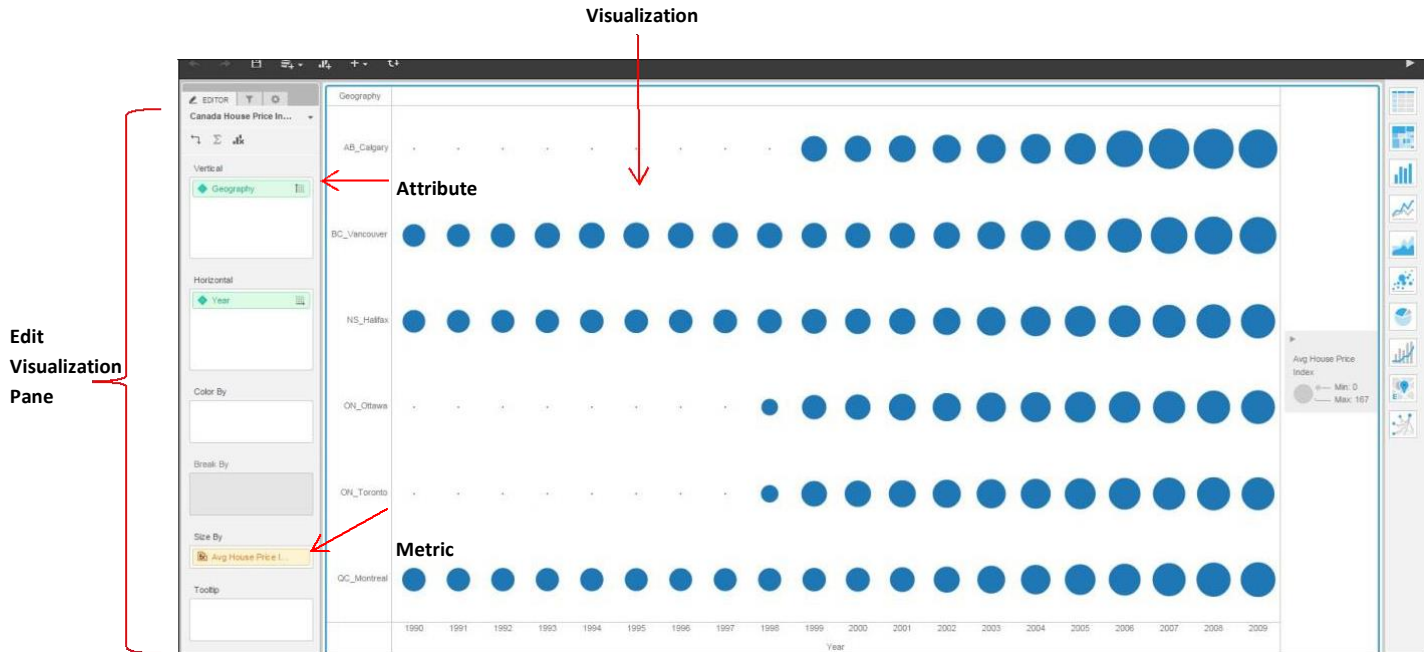 Visualization
EDITOR
Canada House Price In...
Vertical
Geography
Horizontal
Year
Color By
Break By
Size By
Avg House Price I...
Tooltip
Edit
Visualization
Pane
Attribute
Metric
Geography
AB_Calgary
BC_Vancouver
NS_Halifax
ON_Ottawa
ON_Toronto
QC_Montreal
1990 1991 1992 1993 1994 1995 1996 1997 1998 1999 2000 2001 2002 2003 2004 2005 2006 2007 2008 2009
Year
Avg House Price
Index
Min: 0
Max: 167